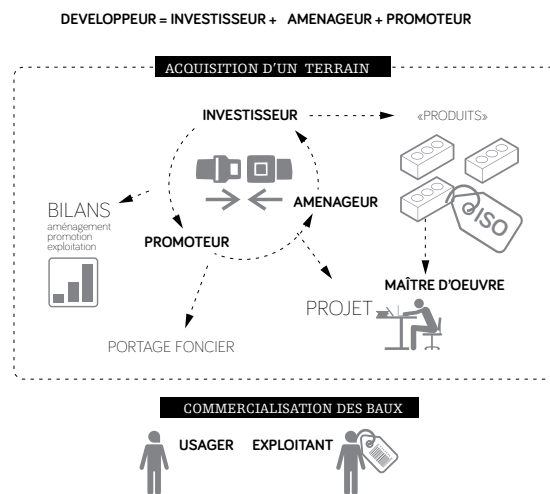 DEVELOPPEUR = INVESTISSEUR + AMENAGEUR + PROMOTEUR
ACQUISITION D'UN TERRAIN
INVESTISSEUR
«PRODUITS»
ISO
AMENAGEUR
BILANS
aménagement
promotion
exploitation
PROMOTEUR
MAÎTRE D'OEUVRE
PROJET
PORTAGE FONCIER
COMMERCIALISATION DES BAUX
USAGER EXPLOITANT